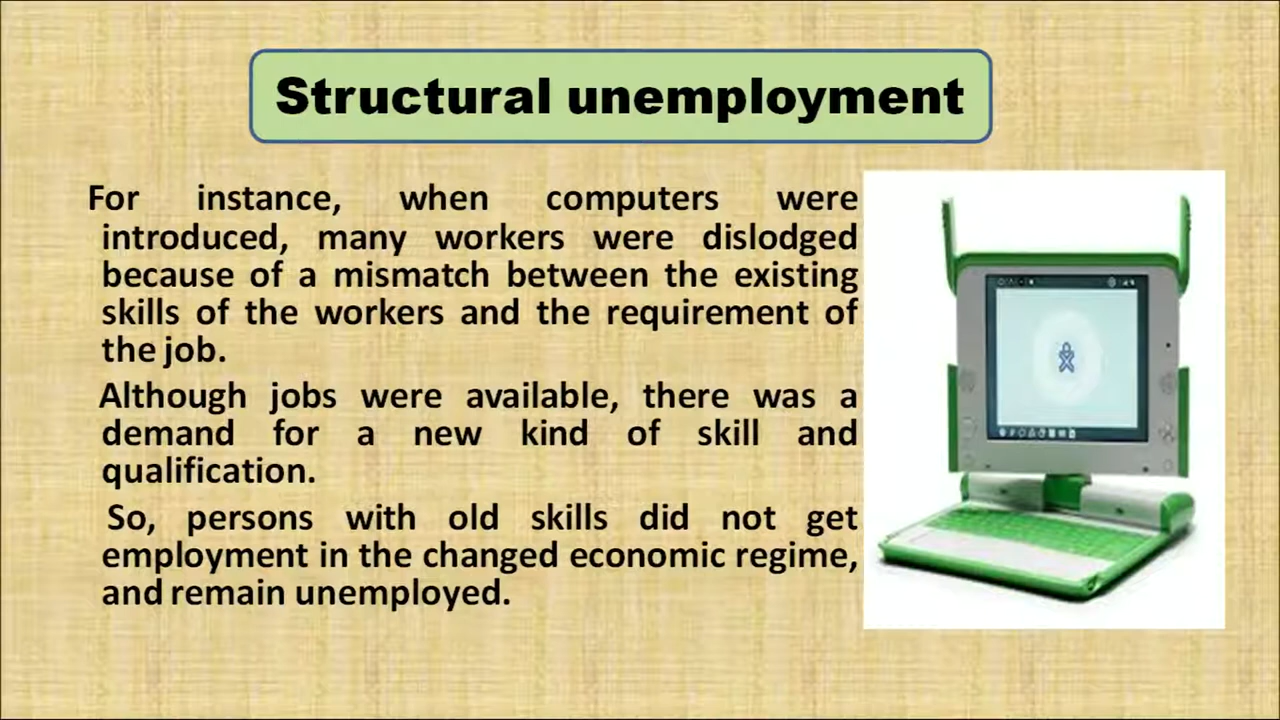 Structural unemployment
For instance, when computers were
introduced, many workers were dislodged
because of a mismatch between the existing
skills of the workers and the requirement of
the job.
Although jobs were available, there was a
demand for a new kind of skill and
qualification.
So, persons with old skills did not get
employment in the changed economic regime,
and remain unemployed.